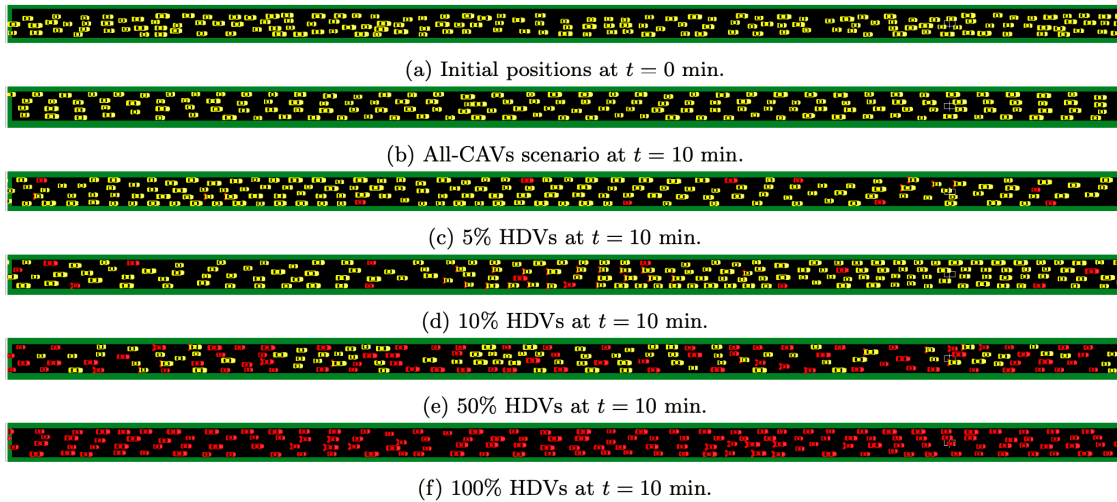 (a) Initial positions at t = 0 min.
(b) All-CAVs scenario at t = 10 min.
(c) 5% HDVs at t = 10 min.
(d) 10% HDVs at t = 10 min.
(e) 50% HDVs at t = 10 min.
(f) 100% HDVs at t = 10 min.